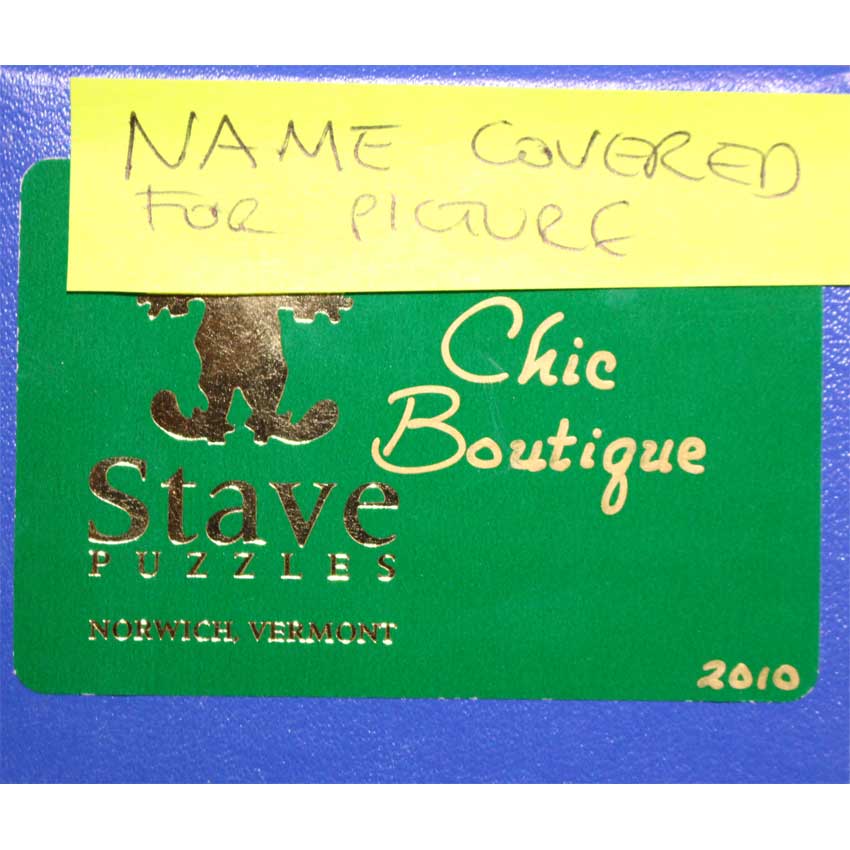 NAME COVERED
FOR PICTURE
Chic
Boutique
Stave
PUZZLES
NORWICH, VERMONT
2010